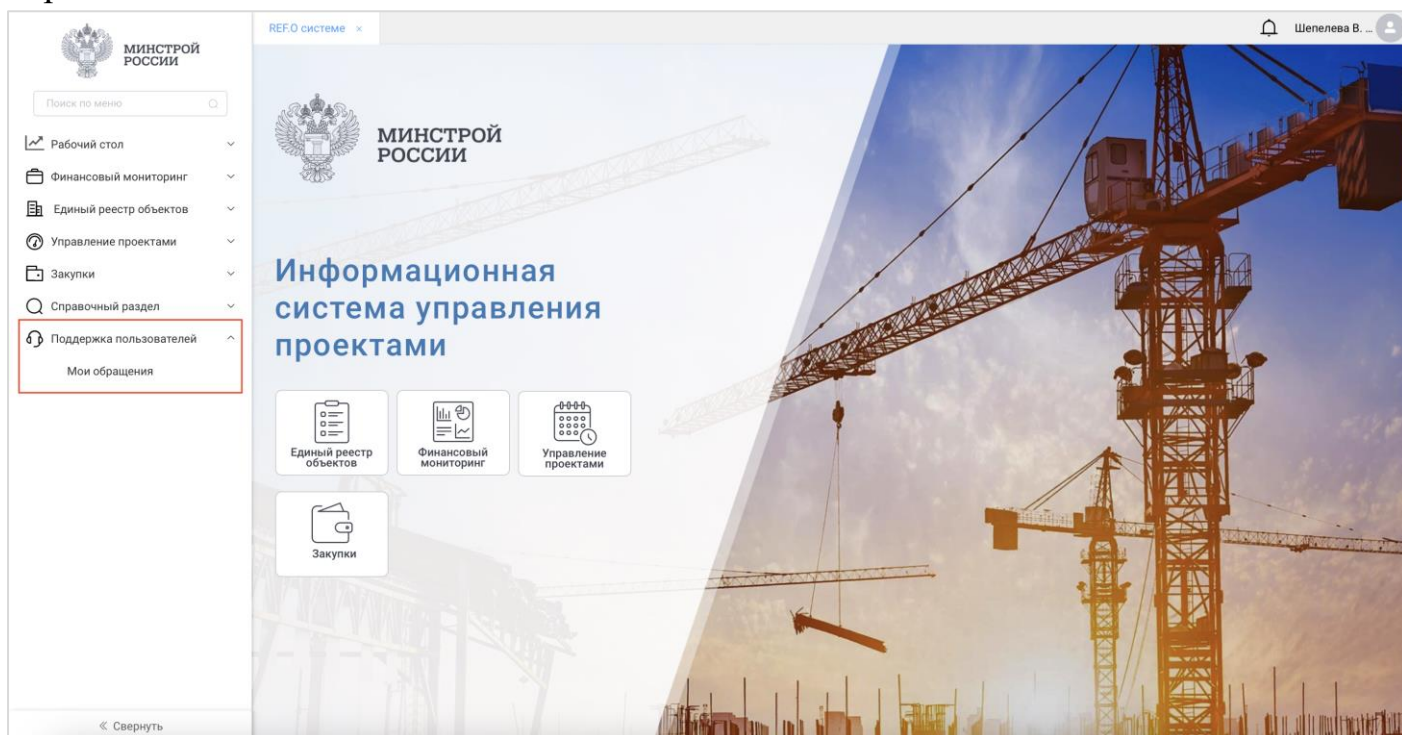 REF.О системе ×
Шепелева В. ...
МИНСТРОЙ
РОССИИ
Поиск по меню
Рабочий стол
Финансовый мониторинг
Единый реестр объектов
Управление проектами
Закупки
Справочный раздел
Поддержка пользователей
Мои обращения
« Свернуть
МИНСТРОЙ
РОССИИ
Информационная
система управления
проектами
Единый реестр
объектов
Финансовый
мониторинг
Управление
проектами
Закупки